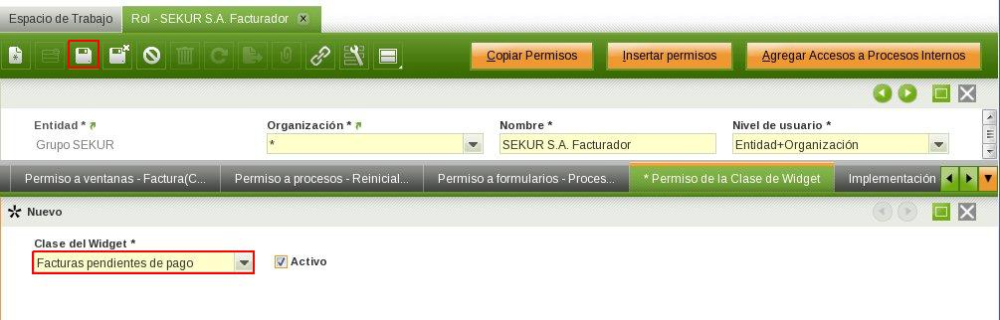 Espacio de Trabajo Rol - SEKUR S.A. Facturador
Copiar Permisos Insertar permisos Agregar Accesos a Procesos Internos
Entidad * Organización * Nombre * Nivel de usuario *
Grupo SEKUR * SEKUR S.A. Facturador Entidad+Organización
Permiso a ventanas - Factura(C... Permiso a procesos - Reinicial... Permiso a formularios - Proces... * Permiso de la Clase de Widget Implementación
Nuevo
Clase del Widget *
Facturas pendientes de pago Activo